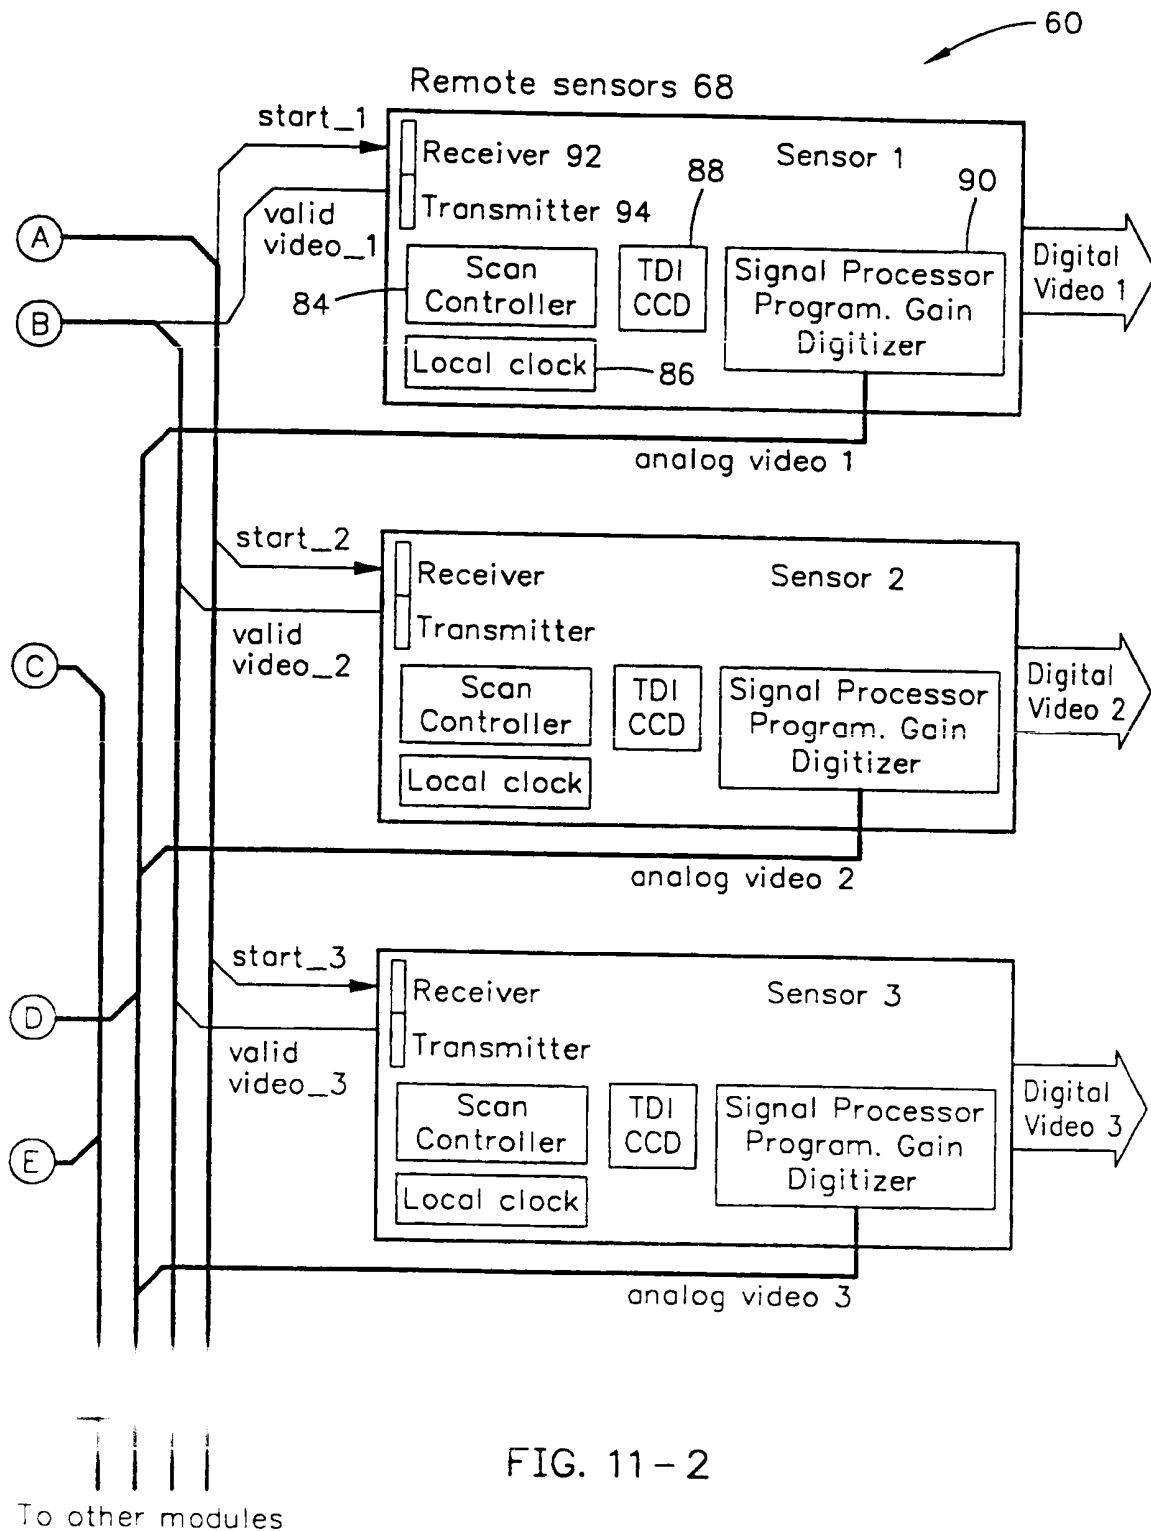 60
Remote sensors 68
start_1
Receiver 92
Sensor 1
88
90
Transmitter 94
valid
video_1
A
Scan
Controller
TDI
CCD
Signal Processor
Program. Gain
Digitizer
Digital
Video 1
84
B
Local clock
86
analog video 1
start_2
Receiver
Sensor 2
Transmitter
valid
video_2
C
Scan
Controller
TDI
CCD
Signal Processor
Program. Gain
Digitizer
Digital
Video 2
Local clock
analog video 2
start_3
Receiver
Sensor 3
D
Transmitter
valid
video_3
Scan
Controller
TDI
CCD
Signal Processor
Program. Gain
Digitizer
Digital
Video 3
E
Local clock
analog video 3
FIG. 11-2
To other modules